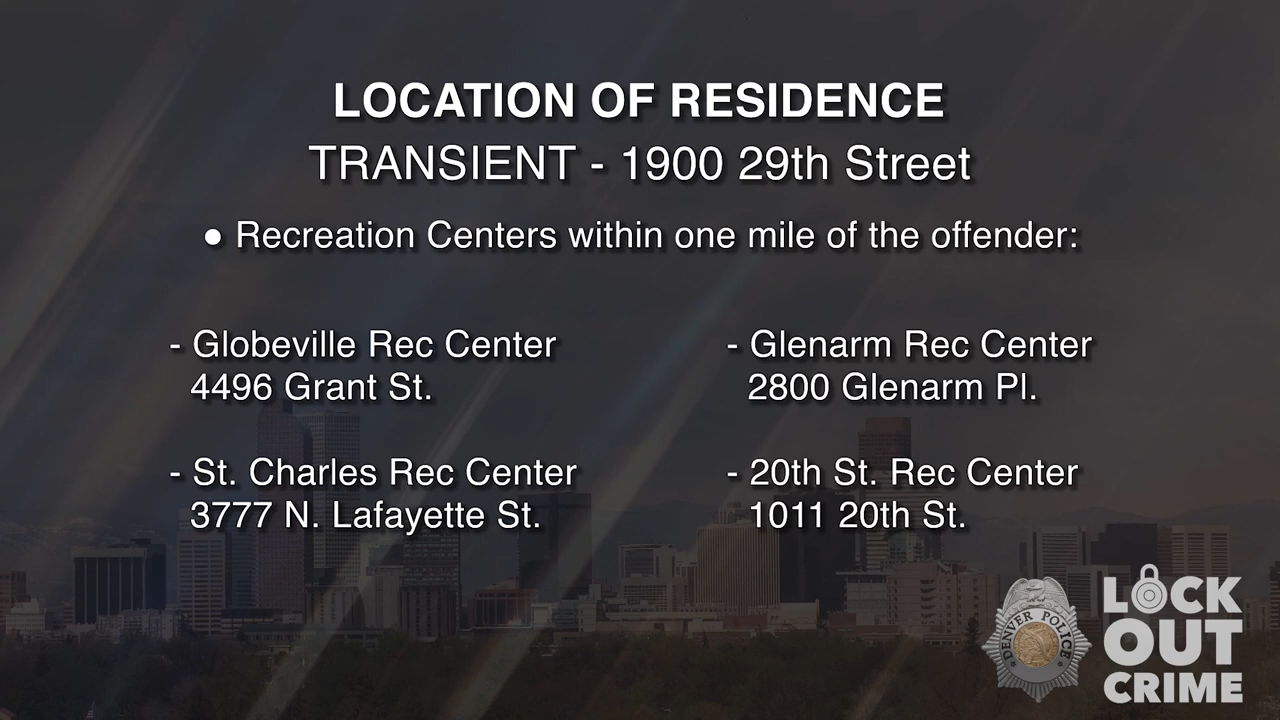 LOCATION OF RESIDENCE
TRANSIENT - 1900 29th Street
● Recreation Centers within one mile of the offender:
- Globeville Rec Center
4496 Grant St.
- Glenarm Rec Center
2800 Glenarm Pl.
- St. Charles Rec Center
3777 N. Lafayette St.
- 20th St. Rec Center
1011 20th St.
DENVER POLICE
LOCK
OUT
CRIME